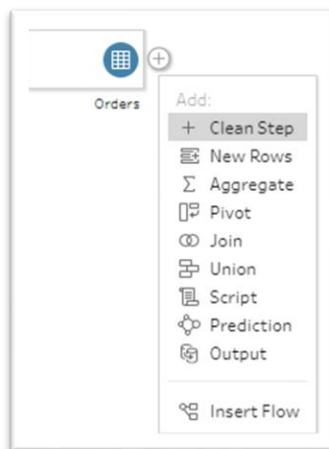 Orders
Add:
Clean Step
New Rows
Aggregate
Pivot
Join
Union
Script
Prediction
Output
Insert Flow